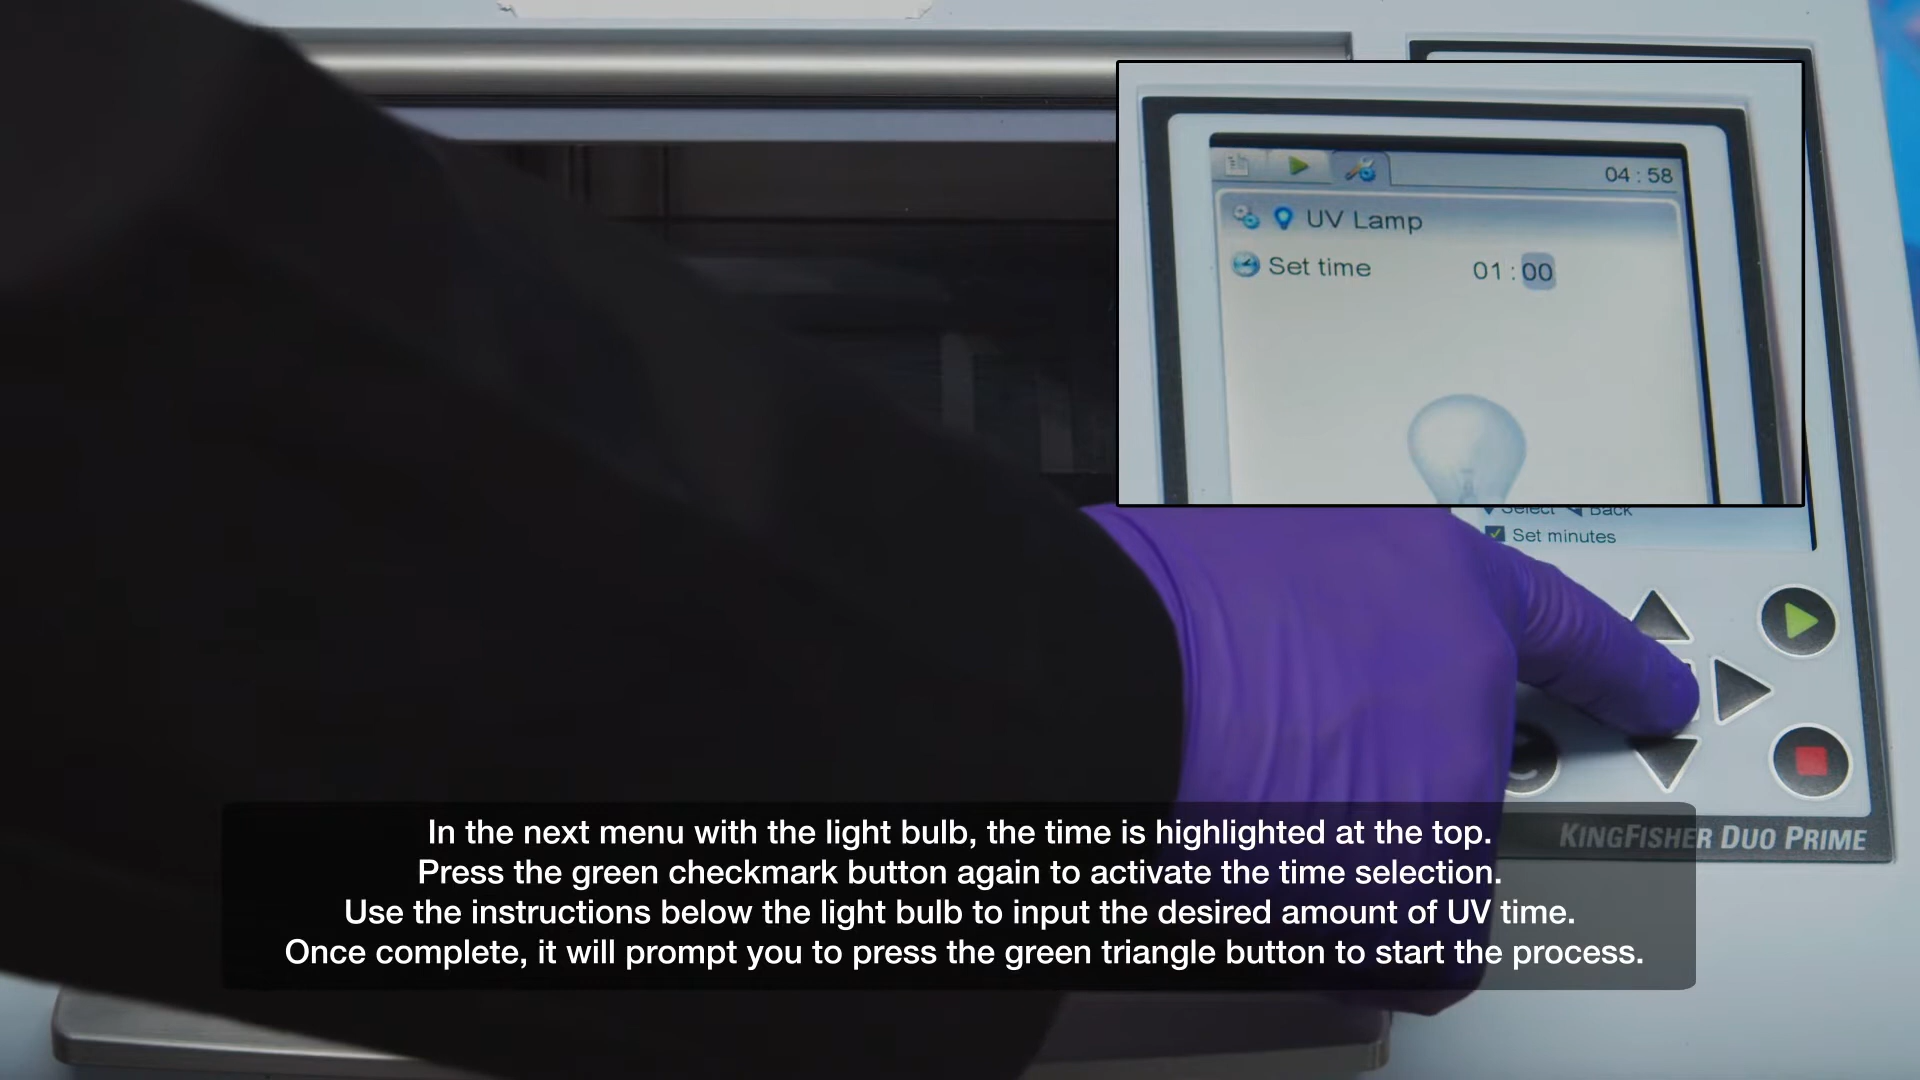 04 : 58
UV Lamp
Set time 01 : 00
Select Back
Set minutes
KINGFISHER DUO PRIME
In the next menu with the light bulb, the time is highlighted at the top.
Press the green checkmark button again to activate the time selection.
Use the instructions below the light bulb to input the desired amount of UV time.
Once complete, it will prompt you to press the green triangle button to start the process.